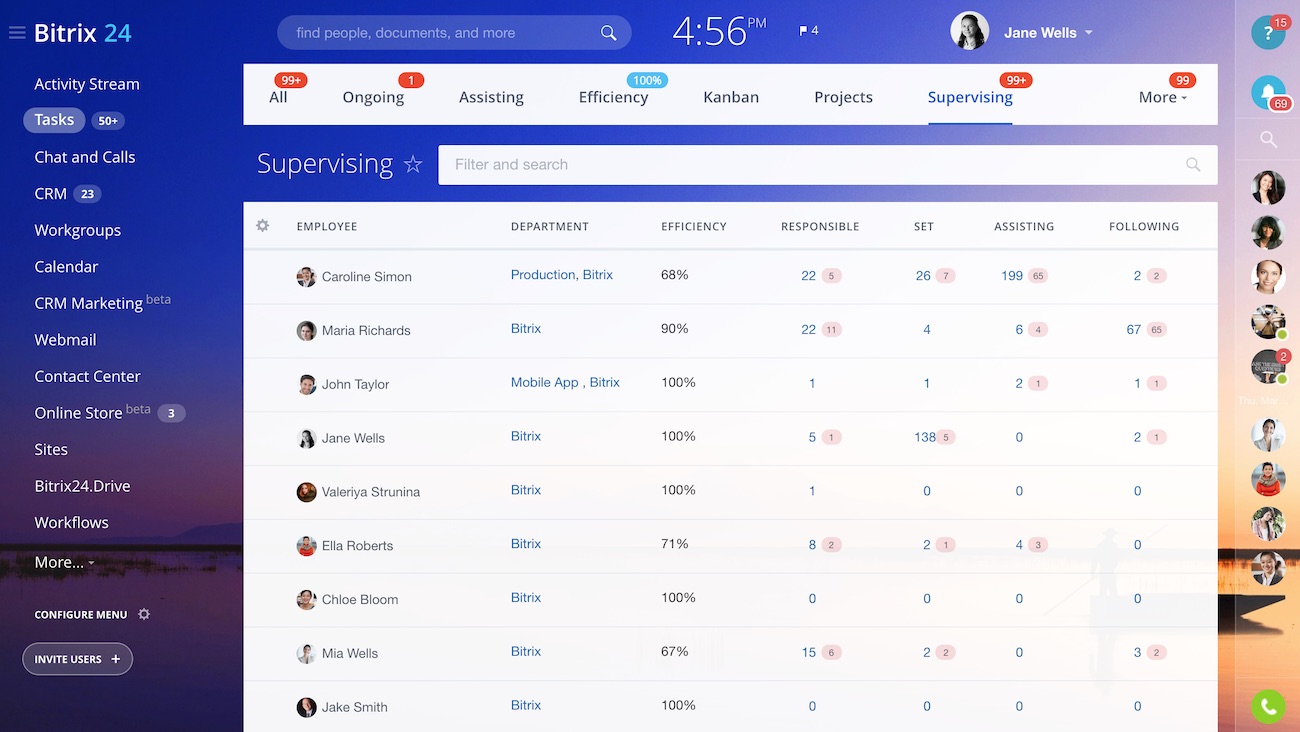 Bitrix 24
find people, documents, and more
4:56 PM
4
Jane Wells
?
15
69
Activity Stream
Tasks 50+
Chat and Calls
CRM 23
Workgroups
Calendar
CRM Marketing beta
Webmail
Contact Center
Online Store beta 3
Sites
Bitrix24.Drive
Workflows
More...
CONFIGURE MENU
INVITE USERS +
All 99+
Ongoing 1
Assisting
Efficiency 100%
Kanban
Projects
Supervising 99+
More 99
Supervising
Filter and search
EMPLOYEE DEPARTMENT EFFICIENCY RESPONSIBLE SET ASSISTING FOLLOWING
Caroline Simon Production, Bitrix 68% 22 5 26 7 199 65 2 2
Maria Richards Bitrix 90% 22 11 4 6 4 67 65
John Taylor Mobile App , Bitrix 100% 1 1 2 1 1 1
Jane Wells Bitrix 100% 5 1 138 5 0 2 1
Valeriya Strunina Bitrix 100% 1 0 0 0
Ella Roberts Bitrix 71% 8 2 2 1 4 3 0
Chloe Bloom Bitrix 100% 0 0 0 0
Mia Wells Bitrix 67% 15 6 2 2 0 3 2
Jake Smith Bitrix 100% 0 0 0 0
2